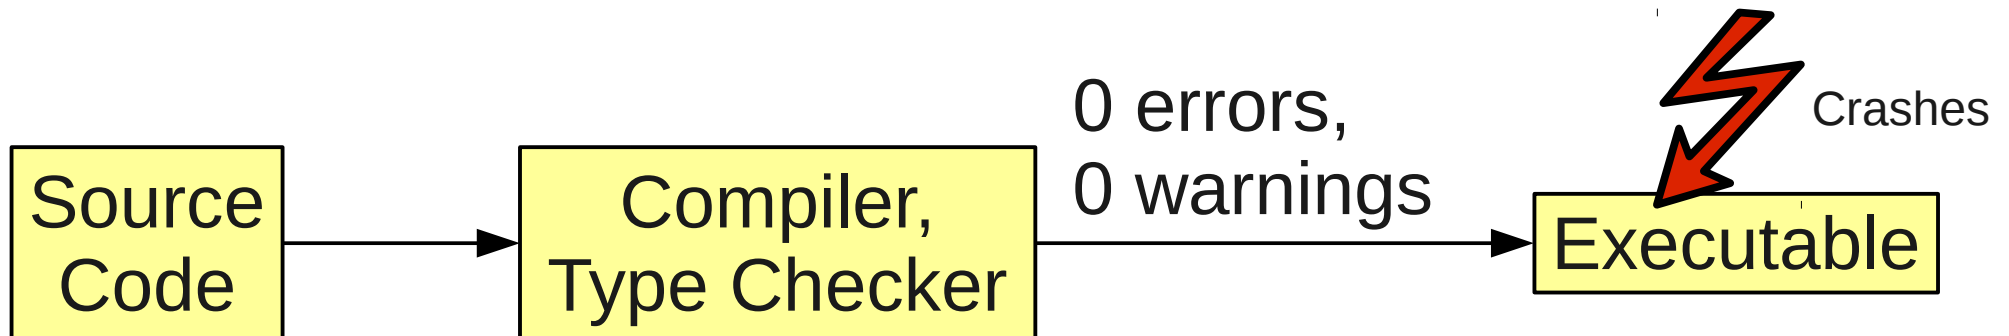 Source
Code
Compiler,
Type Checker
0 errors,
0 warnings
Crashes
Executable